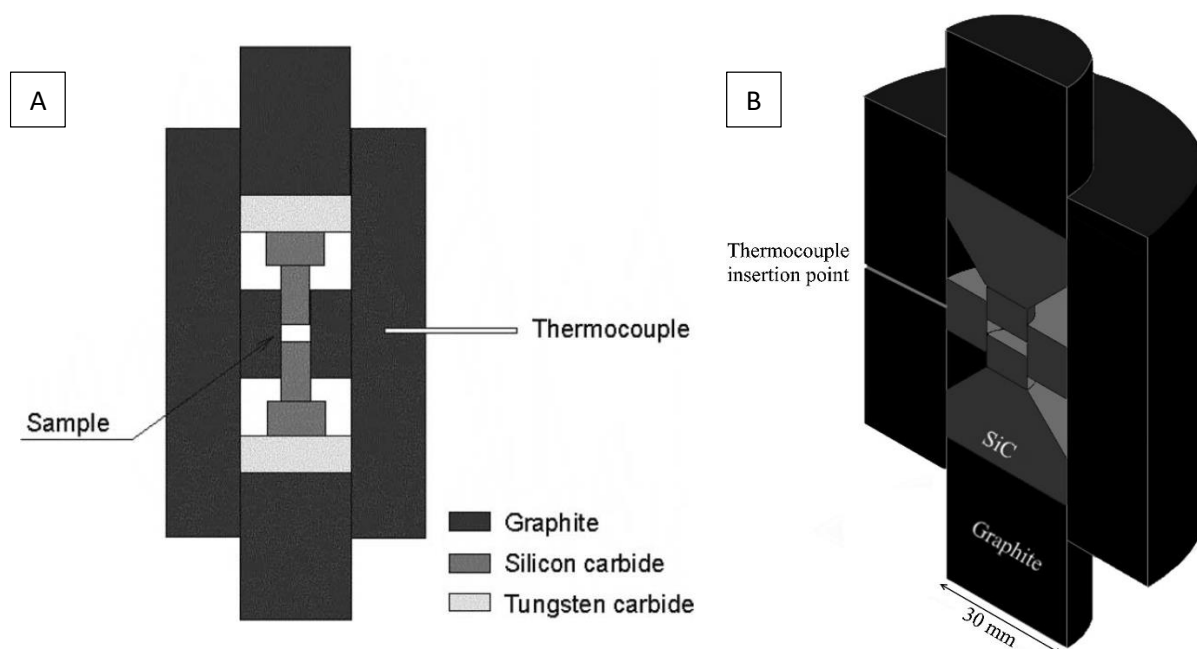 A
Sample
Thermocouple
Graphite
Silicon carbide
Tungsten carbide
B
Thermocouple
insertion point
SiC
Graphite
30 mm